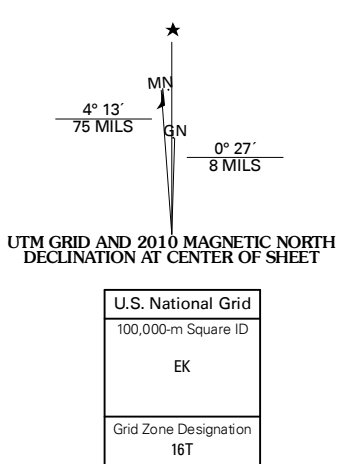 ★
MN
4° 13´
75 MILS
GN
0° 27´
8 MILS
UTM GRID AND 2010 MAGNETIC NORTH
DECLINATION AT CENTER OF SHEET
U.S. National Grid
100,000-m Square ID
EK
Grid Zone Designation
16T